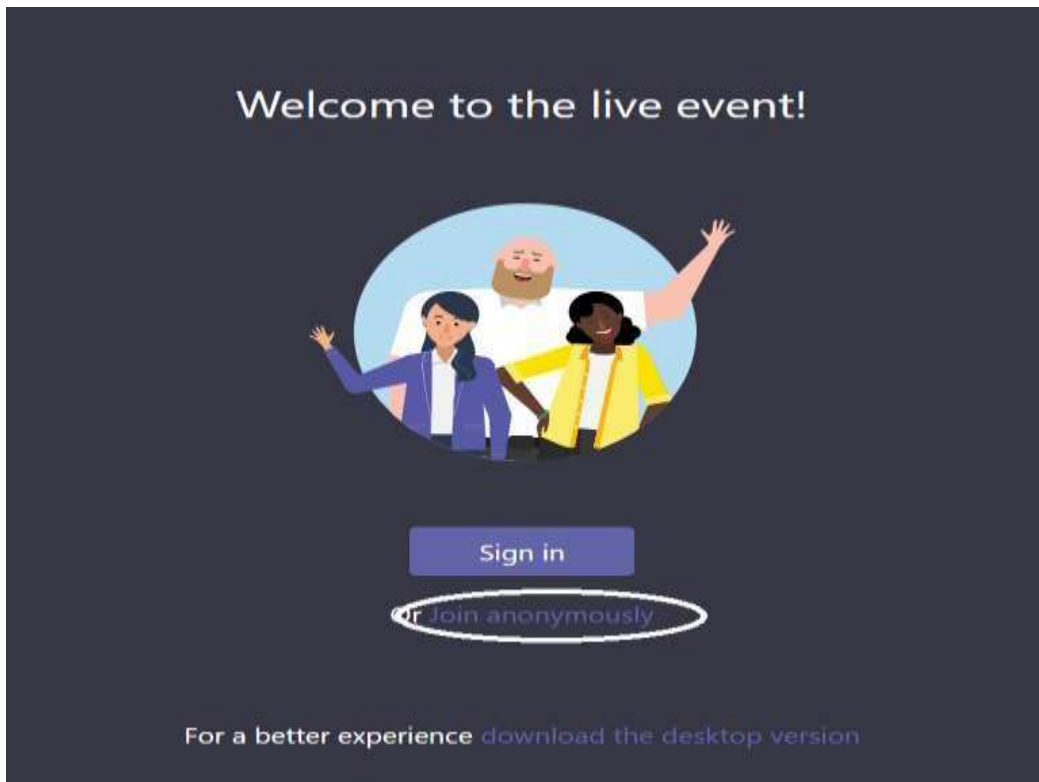 Welcome to the live event!
Sign in
Or Join anonymously
For a better experience download the desktop version